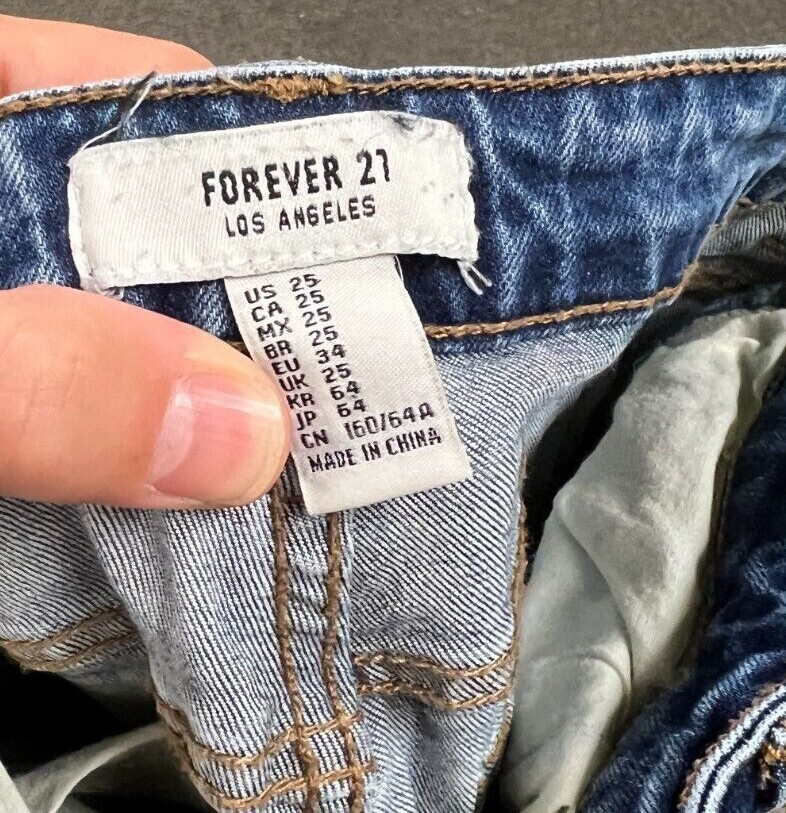 FOREVER 21
LOS ANGELES
US 25
CA 25
MX 25
BR 25
EU 34
UK 25
KR 64
JP 64
CN 160/64A
MADE IN CHINA